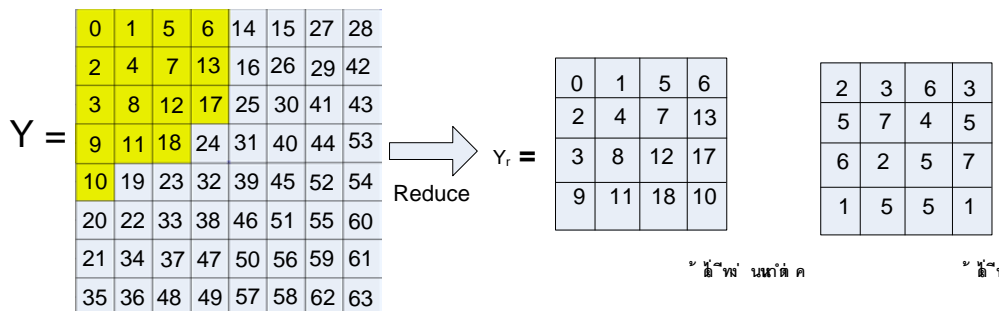 0 1 5 6 14 15 27 28
2 4 7 13 16 26 29 42
3 8 12 17 25 30 41 43
9 11 18 24 31 40 44 53
10 19 23 32 39 45 52 54
20 22 33 38 46 51 55 60
21 34 37 47 50 56 59 61
35 36 48 49 57 58 62 63
Y =
Reduce
Yᵣ =
0 1 5 6
2 4 7 13
3 8 12 17
9 11 18 10
2 3 6 3
5 7 4 5
6 2 5 7
1 5 5 1